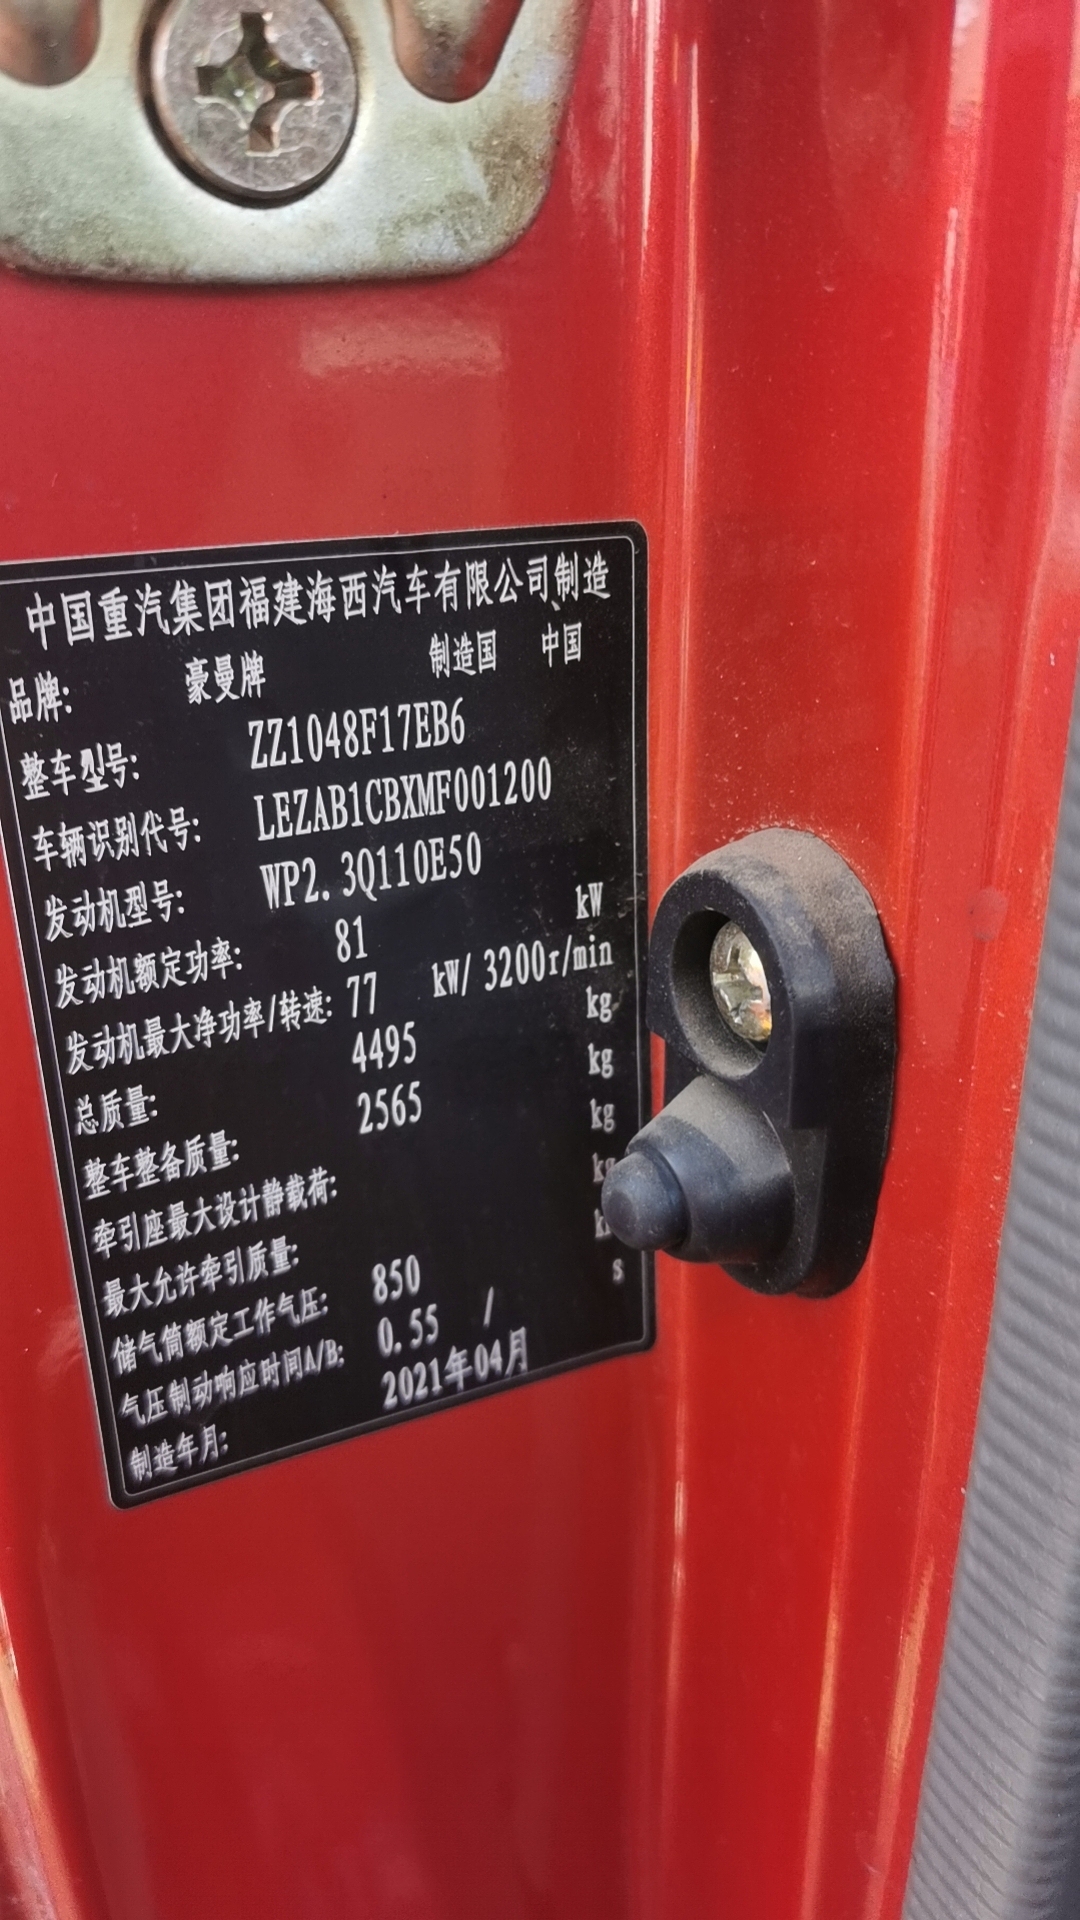 中国重汽集团福建海西汽车有限公司制造
品牌: 豪曼牌 制造国 中国
整车型号: ZZ1048F17EB6
车辆识别代号: LEZAB1CBXMF001200
发动机型号: WP2.3Q110E50
发动机额定功率: 81 kW
发动机最大净功率/转速: 77 kW/ 3200r/min
总质量: 4495 kg
整车整备质量: 2565 kg
牵引座最大设计静载荷: kg
最大允许牵引质量: kg
储气筒额定工作气压: 850
气压制动响应时间A/B: 0.55 / s
制造年月: 2021年04月